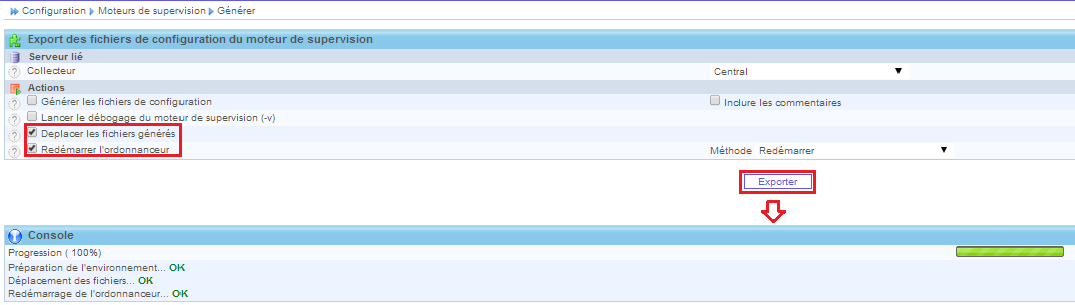 Configuration Moteurs de supervision Générer
Export des fichiers de configuration du moteur de supervision
Serveur lié
? Collecteur Central
Actions
? Générer les fichiers de configuration Inclure les commentaires
? Lancer le débogage du moteur de supervision (-v)
? Deplacer les fichiers générés
? Redémarrer l'ordonnanceur Méthode Redémarrer
Exporter
Console
Progression ( 100%)
Préparation de l'environnement... OK
Déplacement des fichiers... OK
Redémarrage de l'ordonnanceur... OK